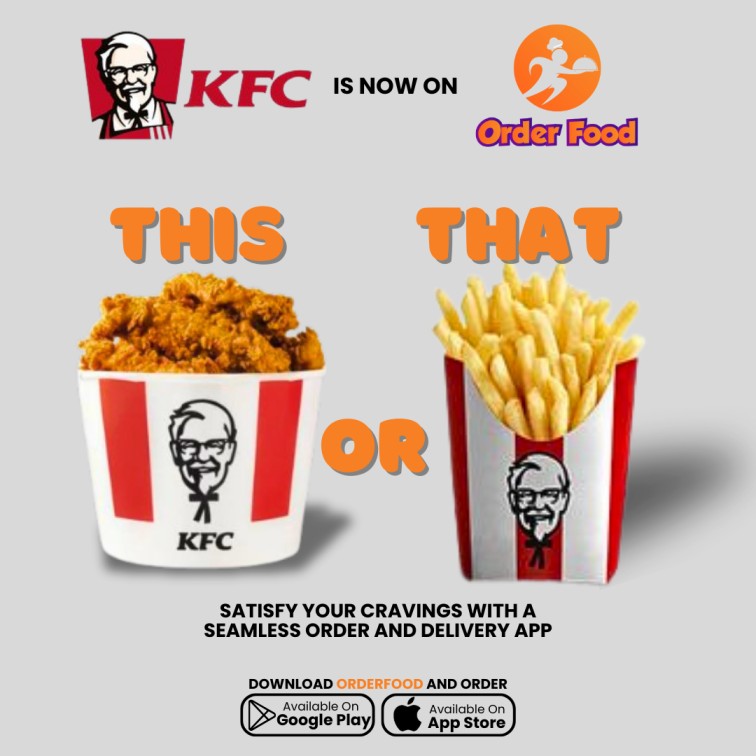 KFC IS NOW ON
Order Food
THIS
THAT
OR
KFC
SATISFY YOUR CRAVINGS WITH A
SEAMLESS ORDER AND DELIVERY APP
DOWNLOAD ORDERFOOD AND ORDER
Available On
Google Play
Available On
App Store